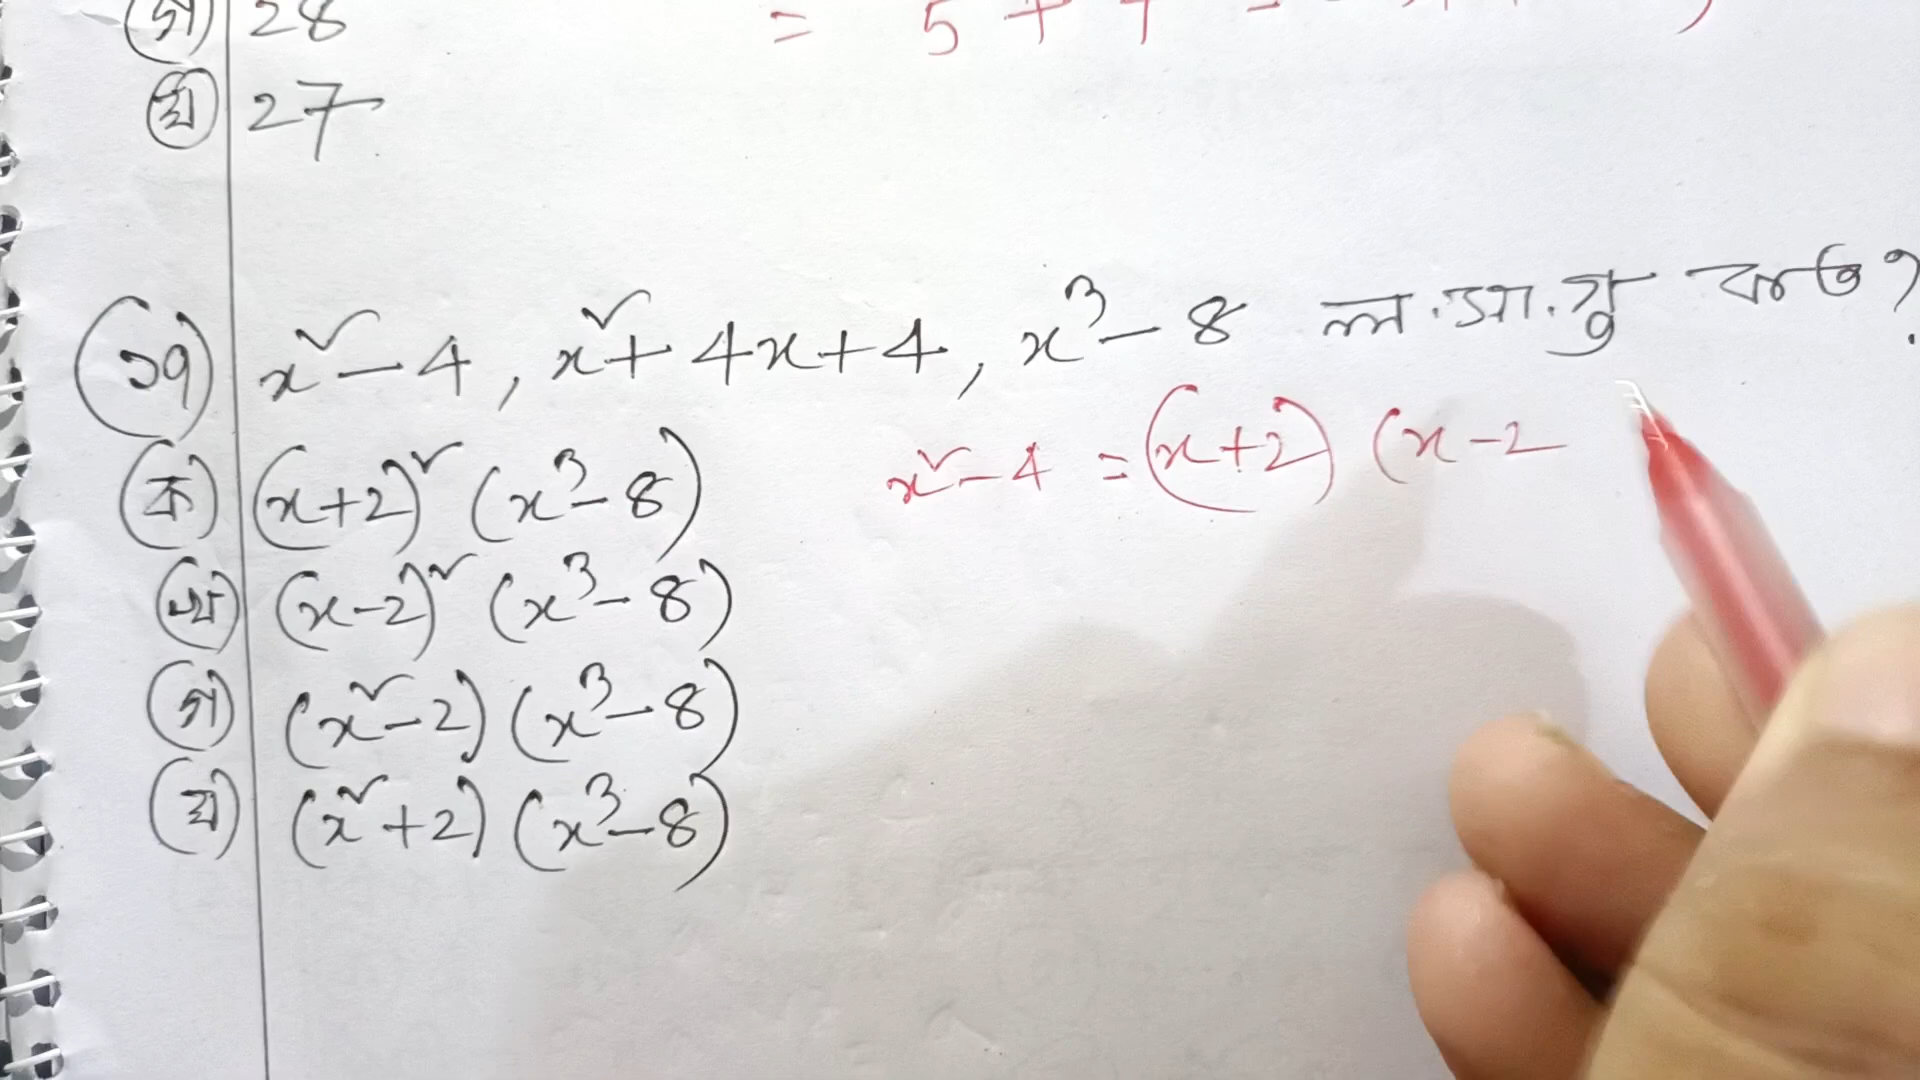 (গ) 28
= 5 +
(ঘ) 27
(১৭) x² - 4, x² + 4x + 4, x³ - 8 ল.সা.গু কত?
x² - 4 = (x+2) (x-2
(ক) (x+2)² (x³-8)
(খ) (x-2)² (x³-8)
(গ) (x²-2) (x³-8)
(ঘ) (x²+2) (x³-8)